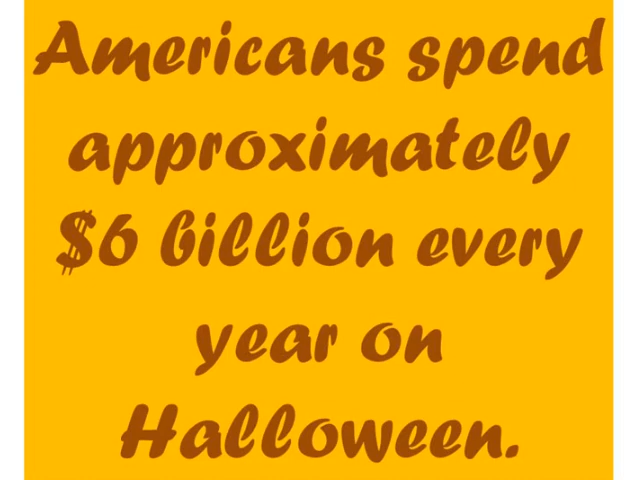 Americans spend
approximately
$6 billion every
year on
Halloween.